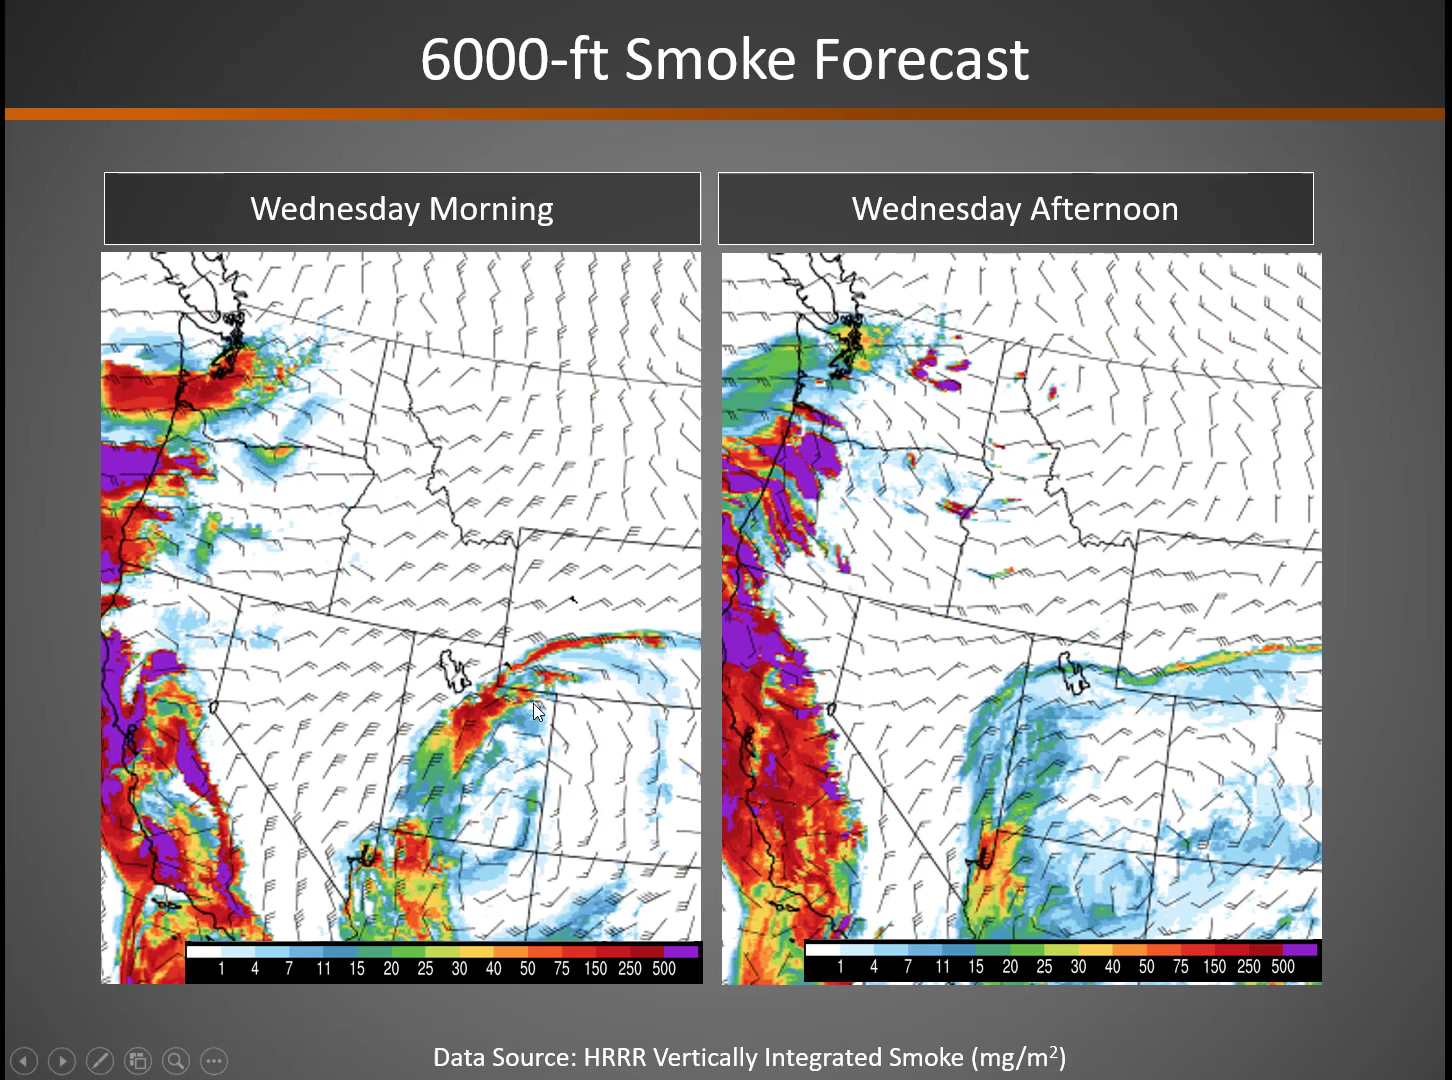 6000-ft Smoke Forecast
Wednesday Morning
Wednesday Afternoon
1 4 7 11 15 20 25 30 40 50 75 150 250 500
1 4 7 11 15 20 25 30 40 50 75 150 250 500
Data Source: HRRR Vertically Integrated Smoke (mg/m²)